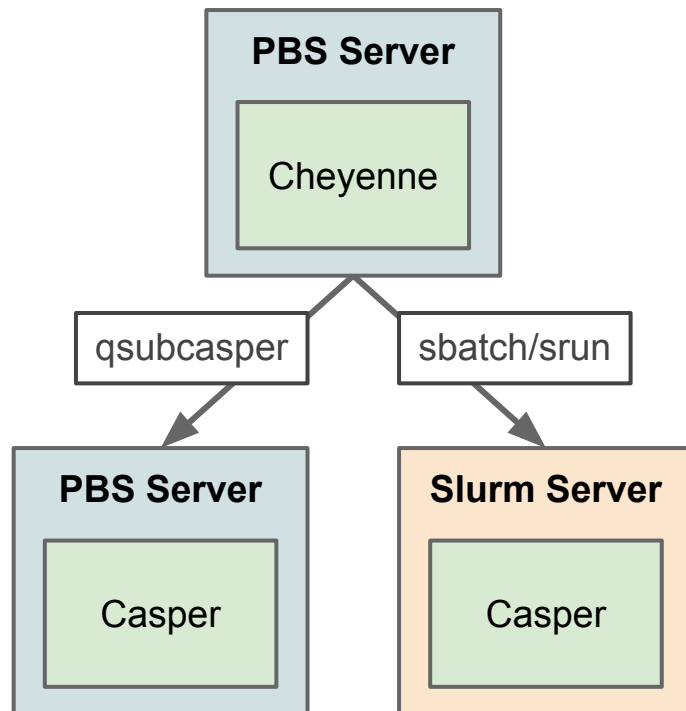 PBS Server
Cheyenne
qsubcasper
sbatch/srun
PBS Server
Casper
Slurm Server
Casper